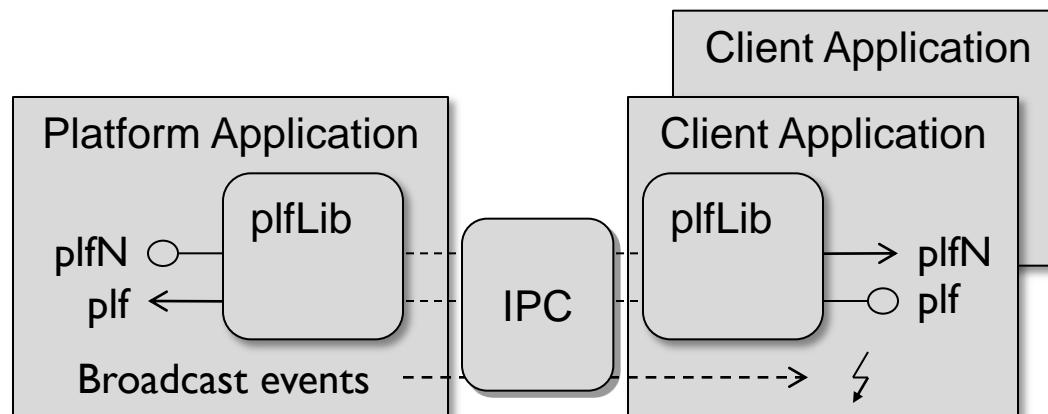 Client Application
Platform Application
Client Application
plfLib
plfLib
plfN
plfN
plf
IPC
plf
Broadcast events